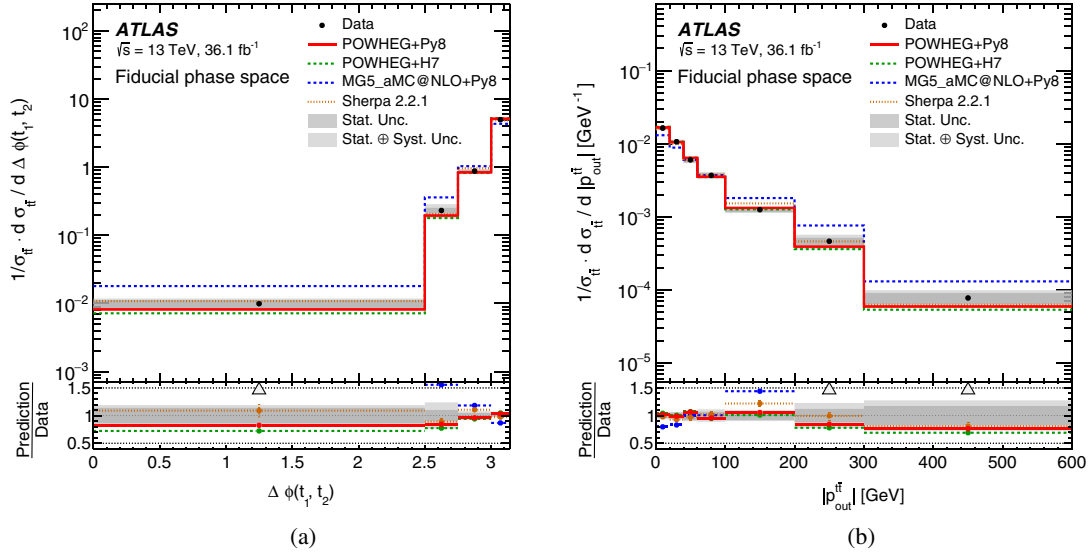 ATLAS
√s = 13 TeV, 36.1 fb⁻¹
Fiducial phase space
Data
POWHEG+Py8
POWHEG+H7
MG5_aMC@NLO+Py8
Sherpa 2.2.1
Stat. Unc.
Stat. ⊕ Syst. Unc.
1/σ_tt̄ · d σ_tt̄ / d Δ φ(t₁, t₂)
10²
10
1
10⁻¹
10⁻²
10⁻³
Prediction
Data
1.5
1
0.5
0 0.5 1 1.5 2 2.5 3
Δ φ(t₁, t₂)
(a)
ATLAS
√s = 13 TeV, 36.1 fb⁻¹
Fiducial phase space
Data
POWHEG+Py8
POWHEG+H7
MG5_aMC@NLO+Py8
Sherpa 2.2.1
Stat. Unc.
Stat. ⊕ Syst. Unc.
1/σ_tt̄ · d σ_tt̄ / d |p_out^tt̄| [GeV⁻¹]
10⁻¹
10⁻²
10⁻³
10⁻⁴
10⁻⁵
Prediction
Data
1.5
1
0.5
0 100 200 300 400 500 600
|p_out^tt̄| [GeV]
(b)